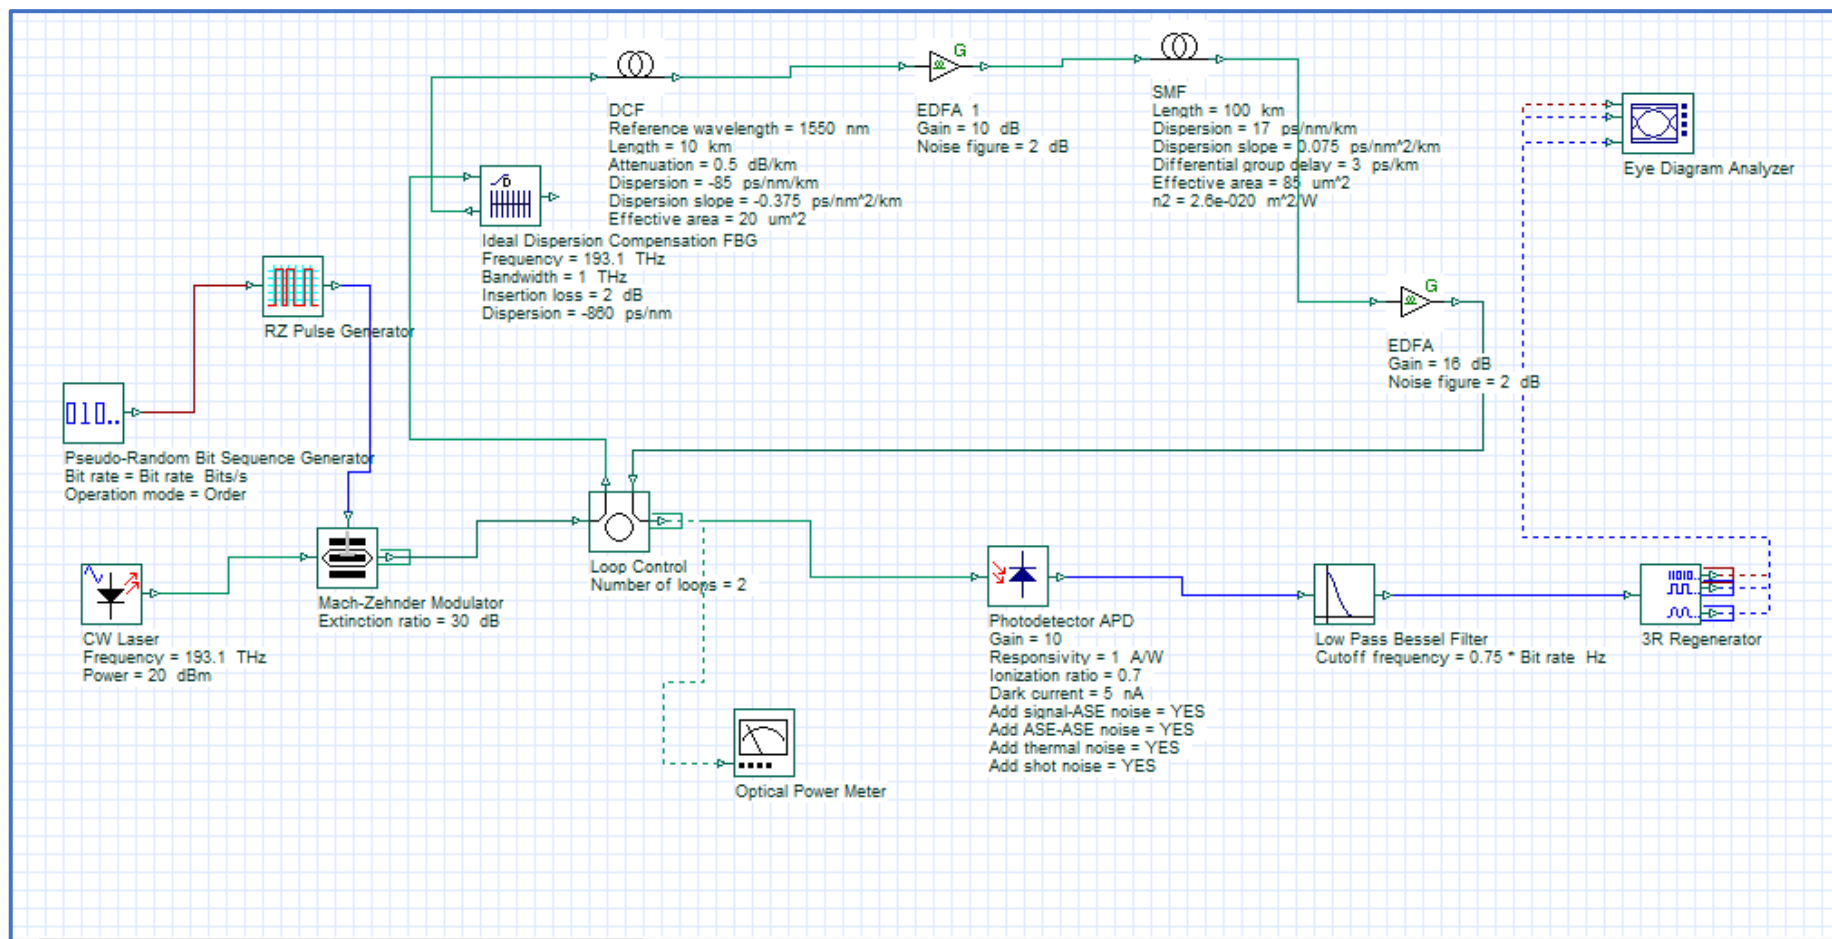 G
DCF
Reference wavelength = 1550 nm
Length = 10 km
Attenuation = 0.5 dB/km
Dispersion = -85 ps/nm/km
Dispersion slope = -0.375 ps/nm^2/km
Effective area = 20 um^2
EDFA 1
Gain = 10 dB
Noise figure = 2 dB
SMF
Length = 100 km
Dispersion = 17 ps/nm/km
Dispersion slope = 0.075 ps/nm^2/km
Differential group delay = 3 ps/km
Effective area = 85 um^2
n2 = 2.6e-020 m^2/W
Eye Diagram Analyzer
D
Ideal Dispersion Compensation FBG
Frequency = 193.1 THz
Bandwidth = 1 THz
Insertion loss = 2 dB
Dispersion = -860 ps/nm
RZ Pulse Generator
G
EDFA
Gain = 16 dB
Noise figure = 2 dB
010..
Pseudo-Random Bit Sequence Generator
Bit rate = Bit rate Bits/s
Operation mode = Order
Loop Control
Number of loops = 2
Mach-Zehnder Modulator
Extinction ratio = 30 dB
CW Laser
Frequency = 193.1 THz
Power = 20 dBm
Photodetector APD
Gain = 10
Responsivity = 1 A/W
Ionization ratio = 0.7
Dark current = 5 nA
Add signal-ASE noise = YES
Add ASE-ASE noise = YES
Add thermal noise = YES
Add shot noise = YES
Low Pass Bessel Filter
Cutoff frequency = 0.75 * Bit rate Hz
3R Regenerator
Optical Power Meter